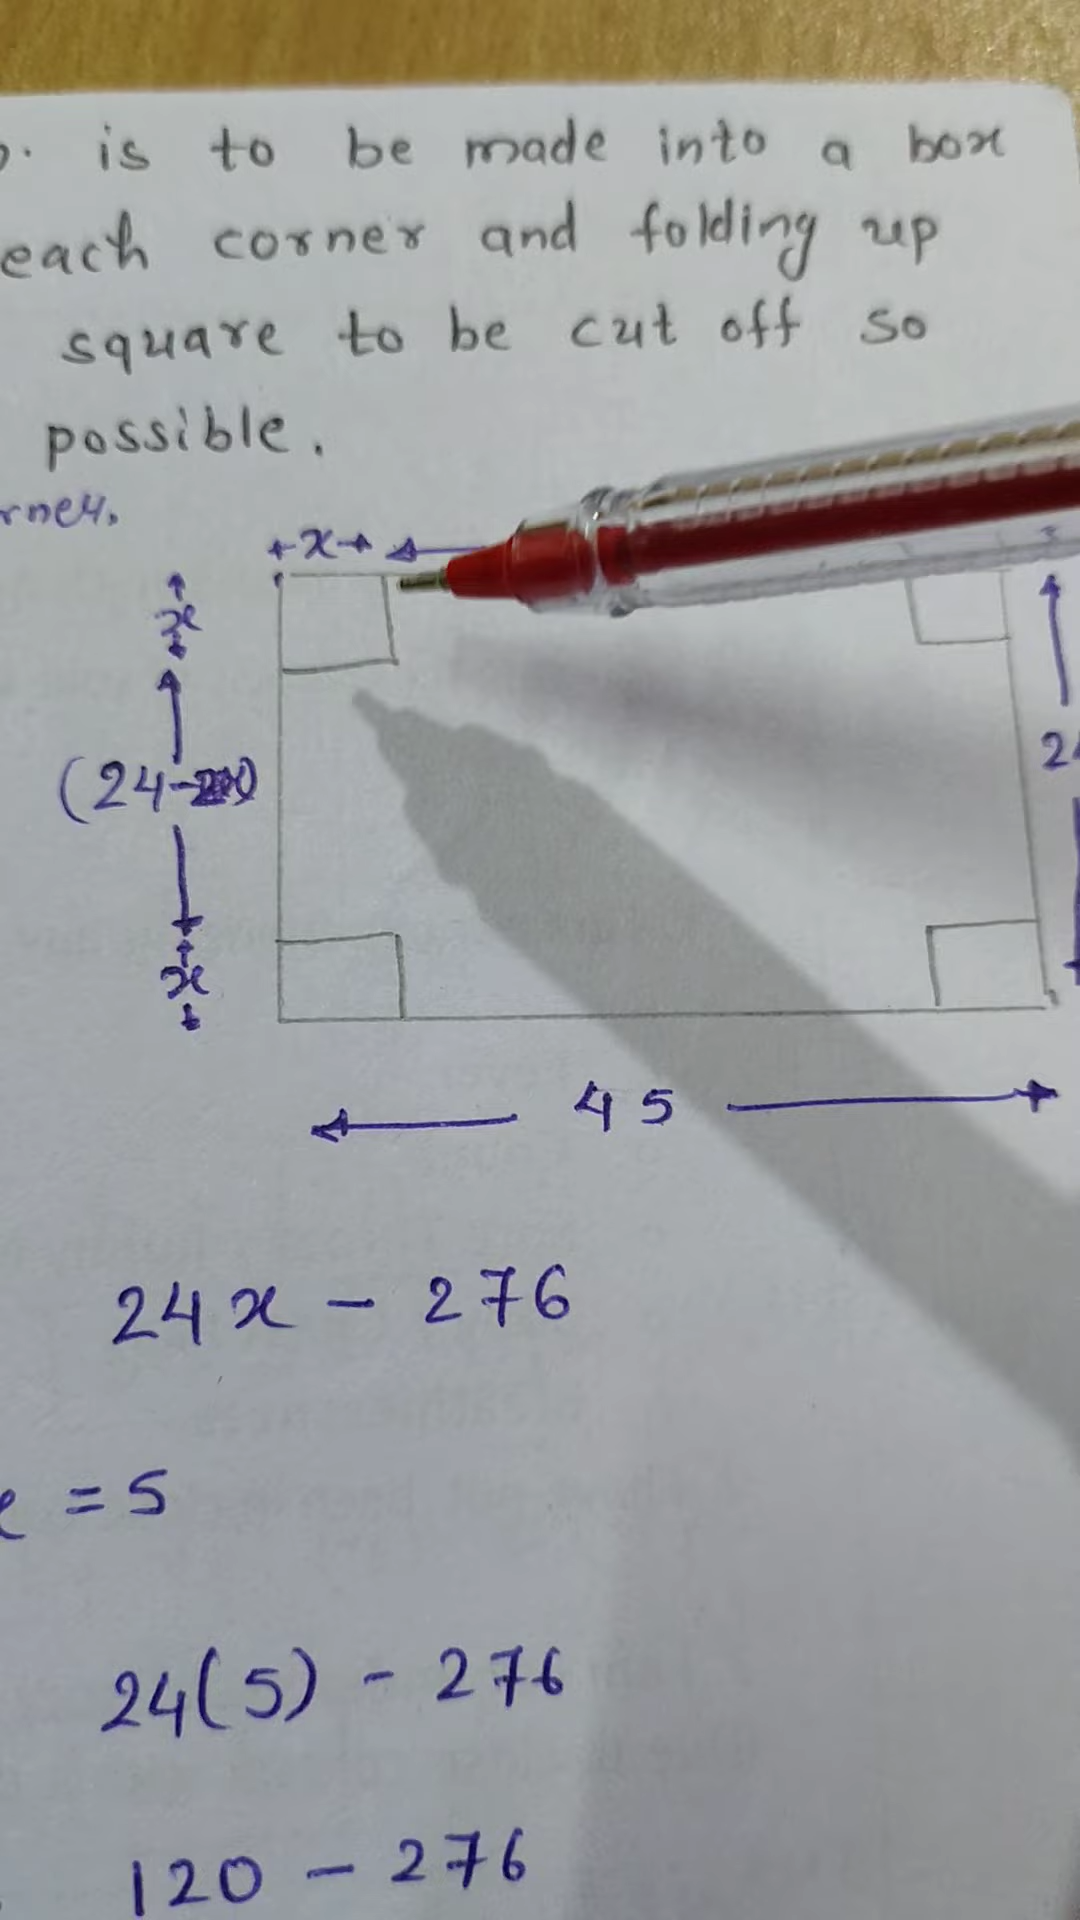 is to be made into a box
each corner and folding up
square to be cut off so
possible.
x
x
(24-2x)
x
45
24x - 276
= 5
24(5) - 276
120 - 276